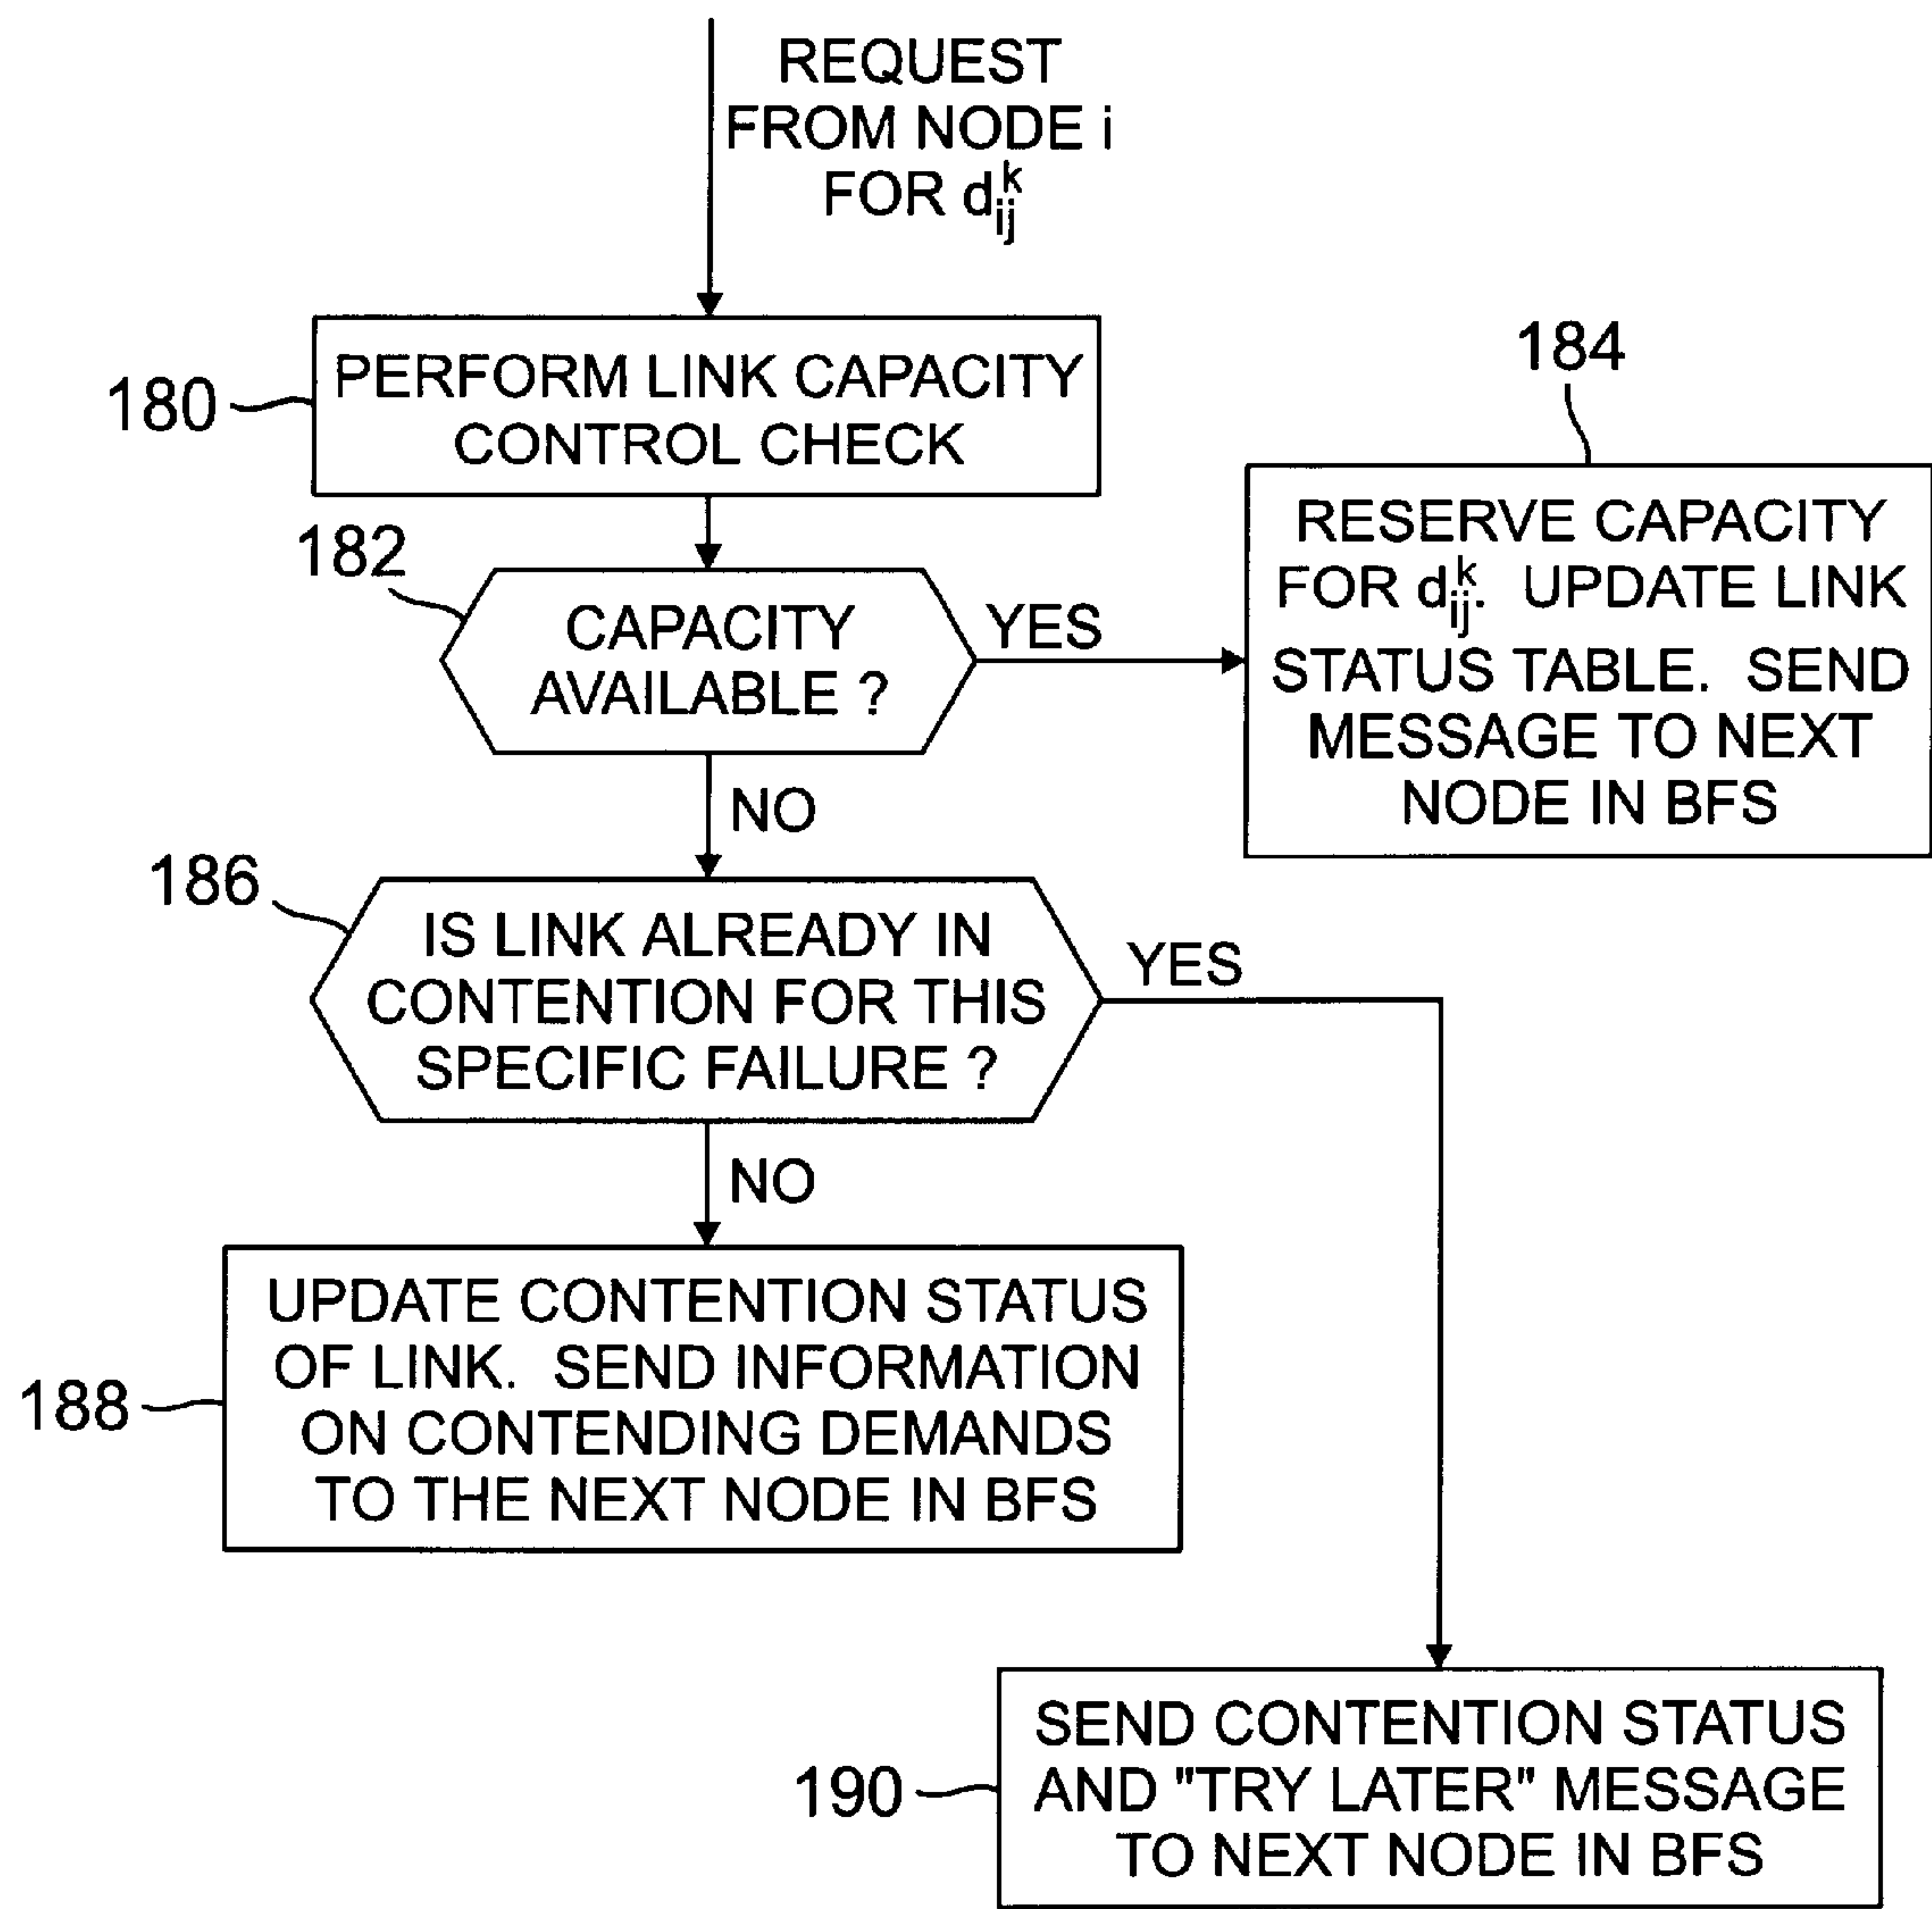 REQUEST
FROM NODE i
FOR d_{ij}^{k}
180
PERFORM LINK CAPACITY
CONTROL CHECK
182
CAPACITY
AVAILABLE ?
YES
184
RESERVE CAPACITY
FOR d_{ij}^{k}. UPDATE LINK
STATUS TABLE. SEND
MESSAGE TO NEXT
NODE IN BFS
NO
186
IS LINK ALREADY IN
CONTENTION FOR THIS
SPECIFIC FAILURE ?
YES
NO
188
UPDATE CONTENTION STATUS
OF LINK. SEND INFORMATION
ON CONTENDING DEMANDS
TO THE NEXT NODE IN BFS
190
SEND CONTENTION STATUS
AND "TRY LATER" MESSAGE
TO NEXT NODE IN BFS